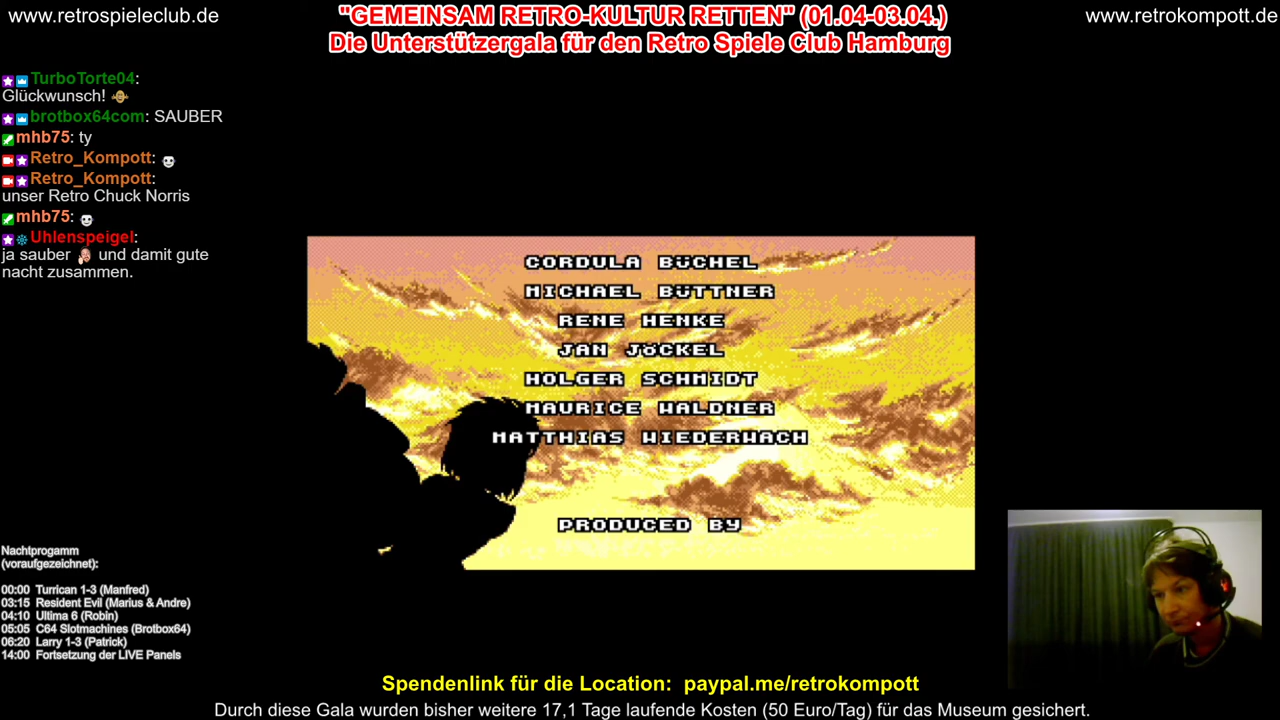 www.retrospieleclub.de
"GEMEINSAM RETRO-KULTUR RETTEN" (01.04-03.04.)
www.retrokompott.de
Die Unterstützergala für den Retro Spiele Club Hamburg
TurboTorte04:
Glückwunsch!
brotbox64com: SAUBER
mhb75: ty
Retro_Kompott:
Retro_Kompott:
unser Retro Chuck Norris
mhb75:
Uhlenspeigel:
ja sauber und damit gute
nacht zusammen.
CORDULA BÜCHEL
MICHAEL BÜTTNER
RENE HENKE
JAN JÖCKEL
HOLGER SCHMIDT
MAURICE WALDNER
MATTHIAS WIEDERWACH
PRODUCED BY
Nachtprogamm
(voraufgezeichnet):
00:00 Turrican 1-3 (Manfred)
03:15 Resident Evil (Marius & Andre)
04:10 Ultima 6 (Robin)
05:05 C64 Slotmachines (Brotbox64)
06:20 Larry 1-3 (Patrick)
14:00 Fortsetzung der LIVE Panels
Spendenlink für die Location: paypal.me/retrokompott
Durch diese Gala wurden bisher weitere 17,1 Tage laufende Kosten (50 Euro/Tag) für das Museum gesichert.